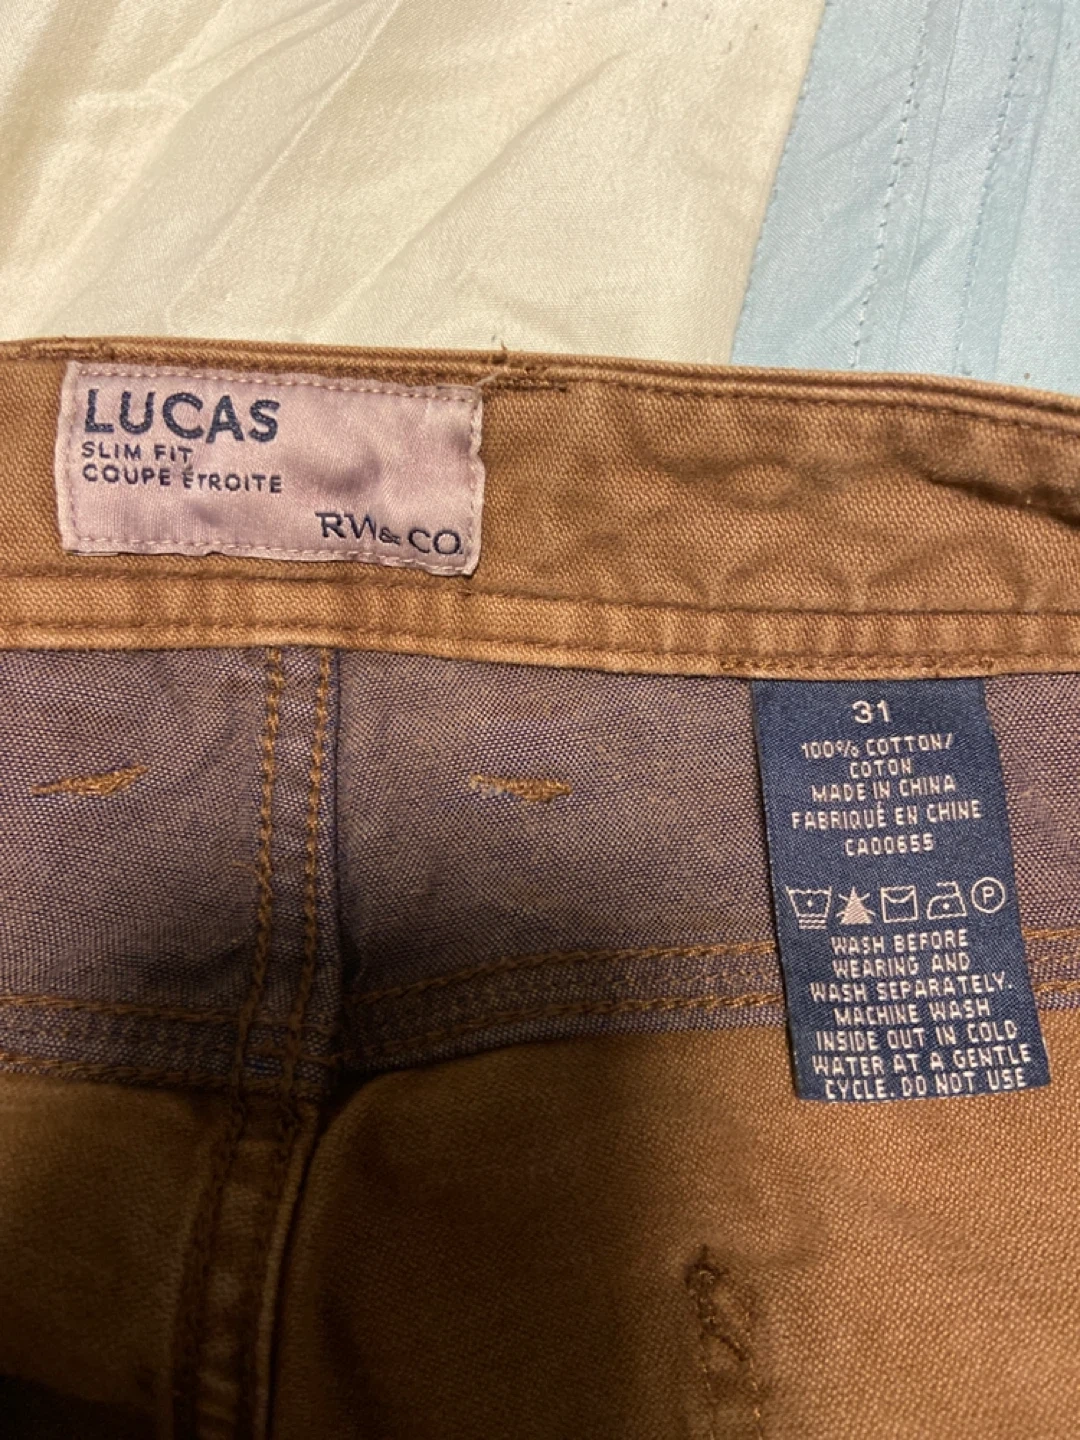 LUCAS
SLIM FIT
COUPE ÉTROITE
RW&CO.
31
100% COTTON/
COTON
MADE IN CHINA
FABRIQUÉ EN CHINE
CA00655
P
WASH BEFORE
WEARING AND
WASH SEPARATELY.
MACHINE WASH
INSIDE OUT IN COLD
WATER AT A GENTLE
CYCLE. DO NOT USE